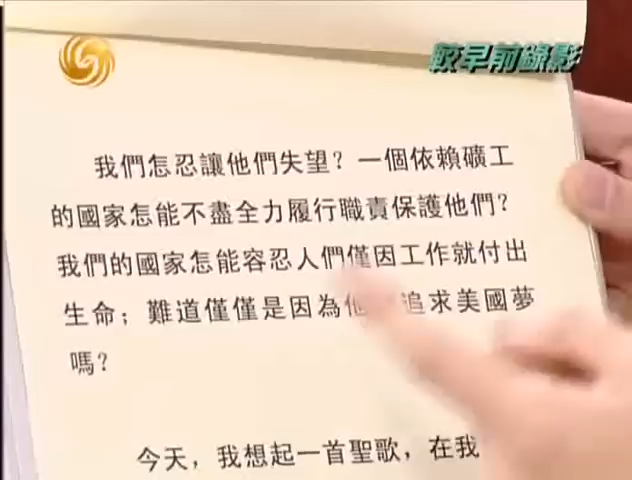 較早前錄影
我們怎忍讓他們失望？一個依賴礦工
的國家怎能不盡全力履行職責保護他們？
我們的國家怎能容忍人們僅因工作就付出
生命；難道僅僅是因為他 追求美國夢
嗎？
今天，我想起一首聖歌，在我